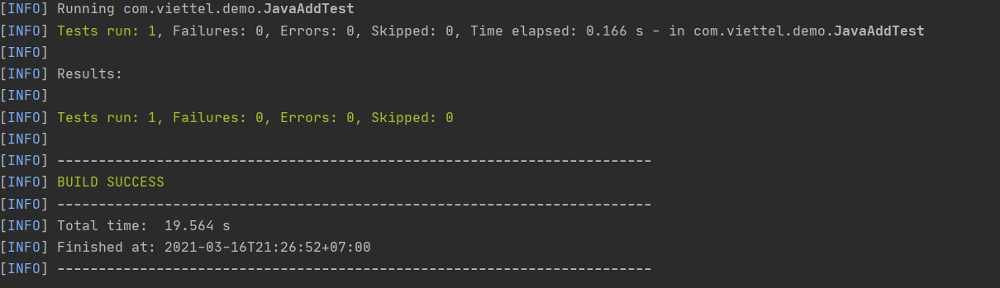 [INFO] Running com.viettel.demo.JavaAddTest
[INFO] Tests run: 1, Failures: 0, Errors: 0, Skipped: 0, Time elapsed: 0.166 s - in com.viettel.demo.JavaAddTest
[INFO]
[INFO] Results:
[INFO]
[INFO] Tests run: 1, Failures: 0, Errors: 0, Skipped: 0
[INFO]
[INFO] ------------------------------------------------------------------------
[INFO] BUILD SUCCESS
[INFO] ------------------------------------------------------------------------
[INFO] Total time:  19.564 s
[INFO] Finished at: 2021-03-16T21:26:52+07:00
[INFO] ------------------------------------------------------------------------